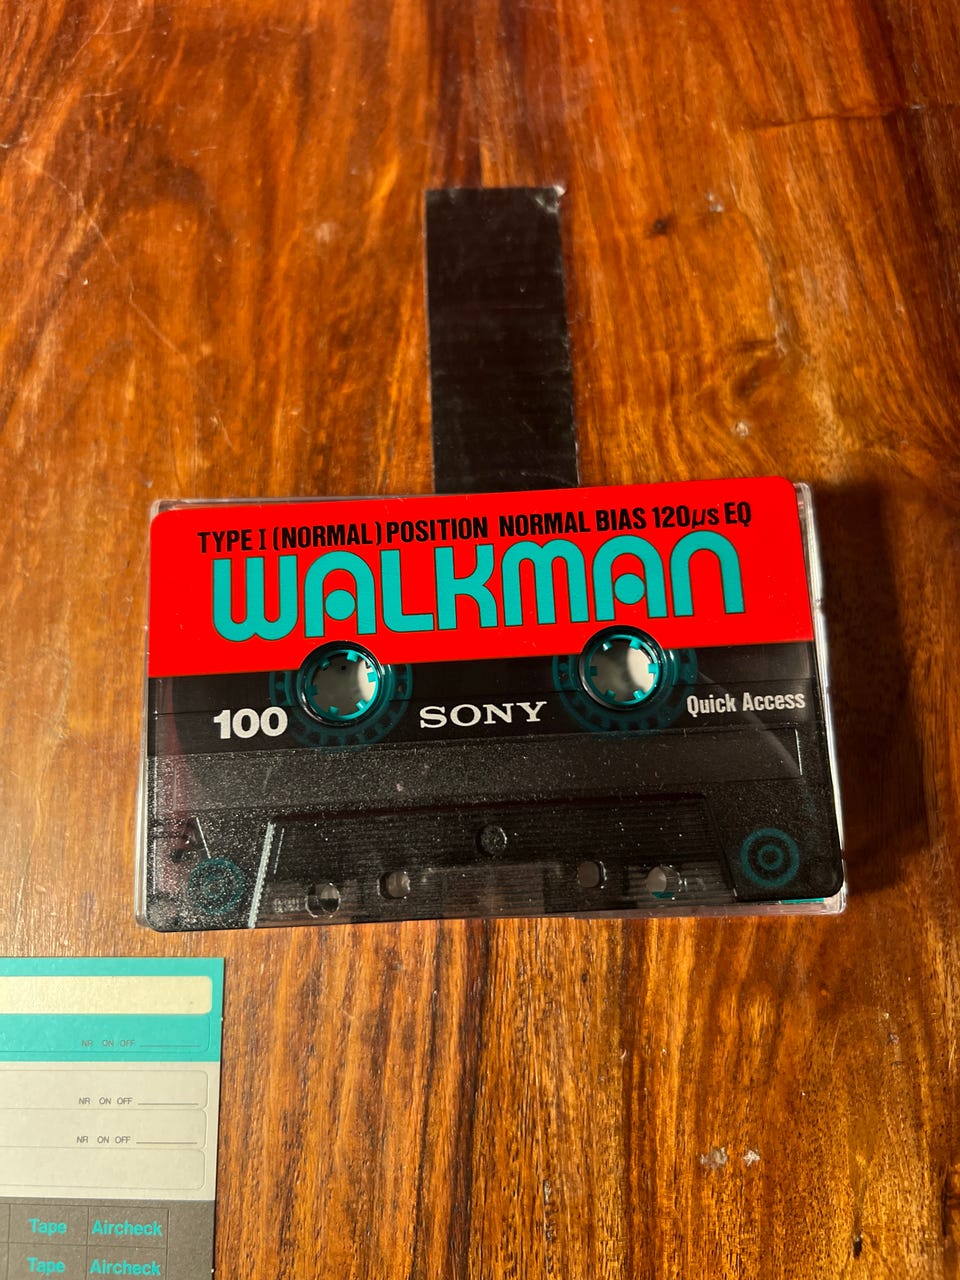 TYPE I (NORMAL) POSITION NORMAL BIAS 120µs EQ
WALKMAN
100 SONY Quick Access
A
NR ON OFF
NR ON OFF
NR ON OFF
Tape Aircheck
Tape Aircheck